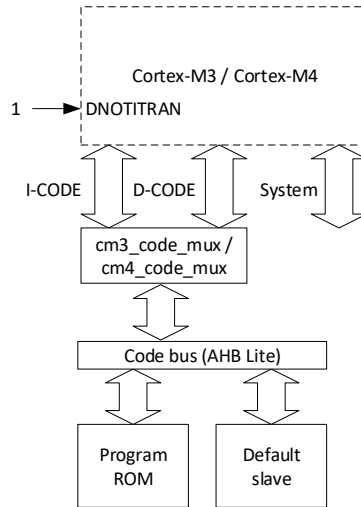 Cortex-M3 / Cortex-M4
1
DNOTITRAN
I-CODE
D-CODE
System
cm3_code_mux /
cm4_code_mux
Code bus (AHB Lite)
Program
ROM
Default
slave